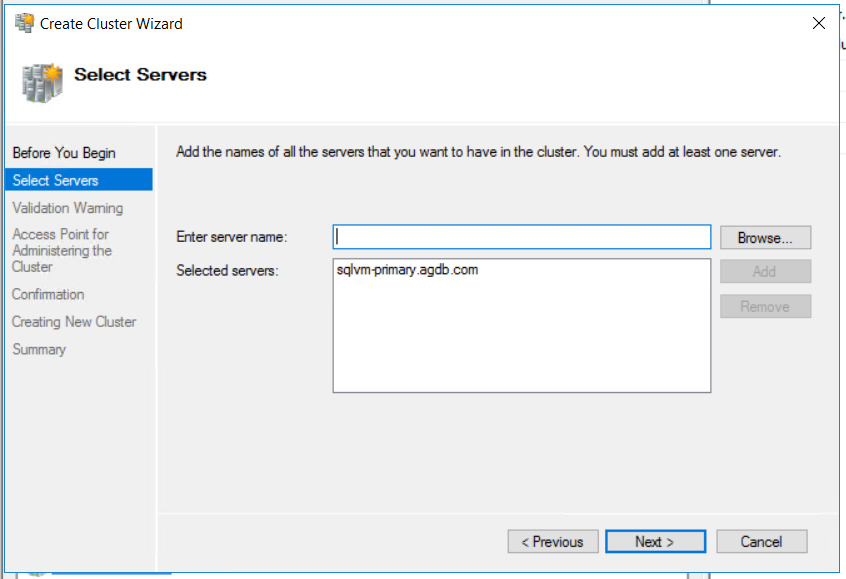 Create Cluster Wizard
Select Servers
Before You Begin
Select Servers
Validation Warning
Access Point for
Administering the
Cluster
Confirmation
Creating New Cluster
Summary
Add the names of all the servers that you want to have in the cluster. You must add at least one server.
Enter server name:
Browse...
Selected servers:
sqlvm-primary.agdb.com
Add
Remove
< Previous
Next >
Cancel